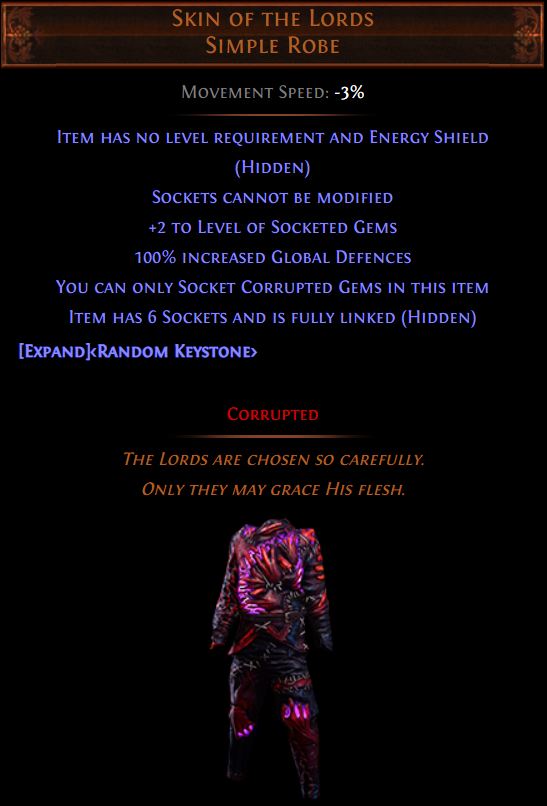 Skin of the Lords
Simple Robe
Movement Speed: -3%
Item has no level requirement and Energy Shield
(Hidden)
Sockets cannot be modified
+2 to Level of Socketed Gems
100% increased Global Defences
You can only Socket Corrupted Gems in this item
Item has 6 Sockets and is fully linked (Hidden)
[Expand]<Random Keystone>
Corrupted
The Lords are chosen so carefully.
Only they may grace His flesh.